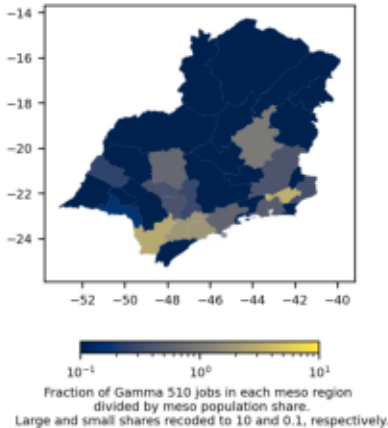 −14
−16
−18
−20
−22
−24
−52 −50 −48 −46 −44 −42 −40
10⁻¹ 10⁰ 10¹
Fraction of Gamma 510 jobs in each meso region
divided by meso population share.
Large and small shares recoded to 10 and 0.1, respectively